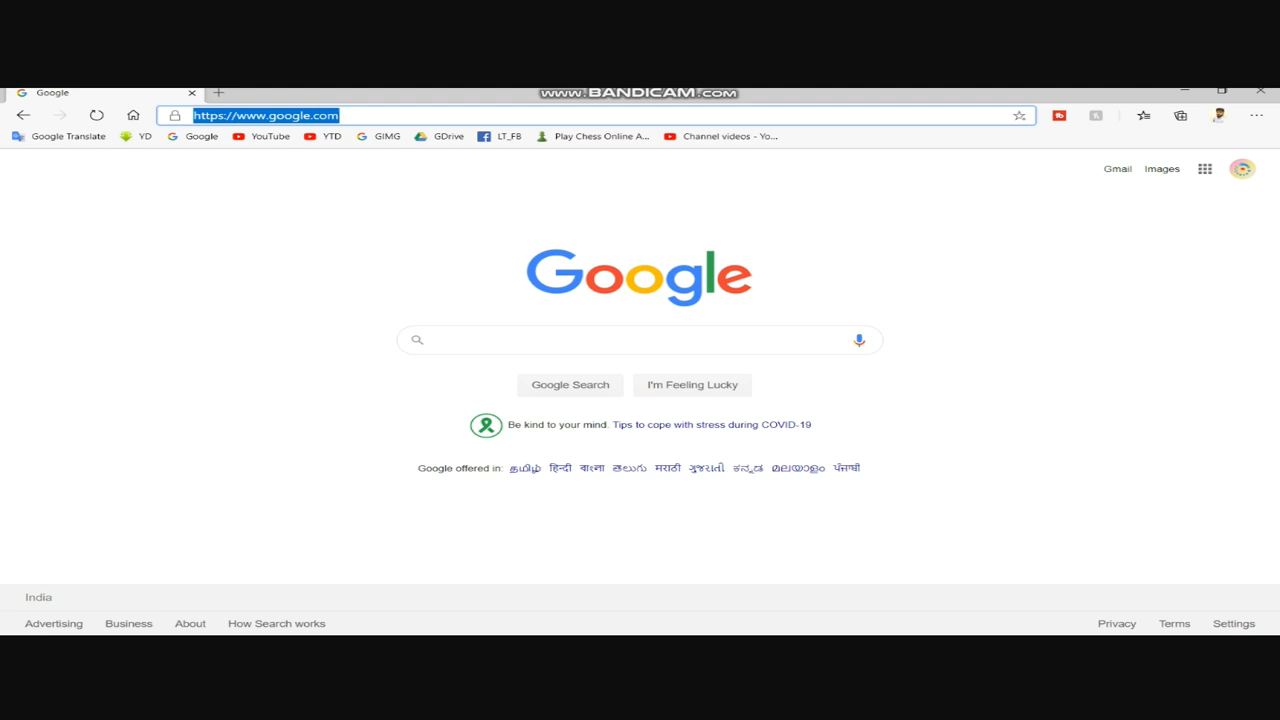 Google
www.BANDICAM.com
https://www.google.com
Google Translate YD Google YouTube YTD GIMG GDrive LT_FB Play Chess Online A... Channel videos - Yo...
Gmail Images
Google
Google Search I'm Feeling Lucky
Be kind to your mind. Tips to cope with stress during COVID-19
Google offered in: தமிழ் हिन्दी বাংলা తెలుగు मराठी ગુજરાતી ಕನ್ನಡ മലയാളം ਪੰਜਾਬੀ
India
Advertising Business About How Search works Privacy Terms Settings